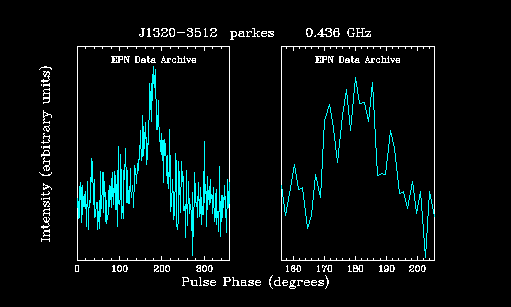 J1320-3512 parkes 0.436 GHz
EPN Data Archive
EPN Data Archive
Intensity (arbitrary units)
0 100 200 300
160 170 180 190 200
Pulse Phase (degrees)